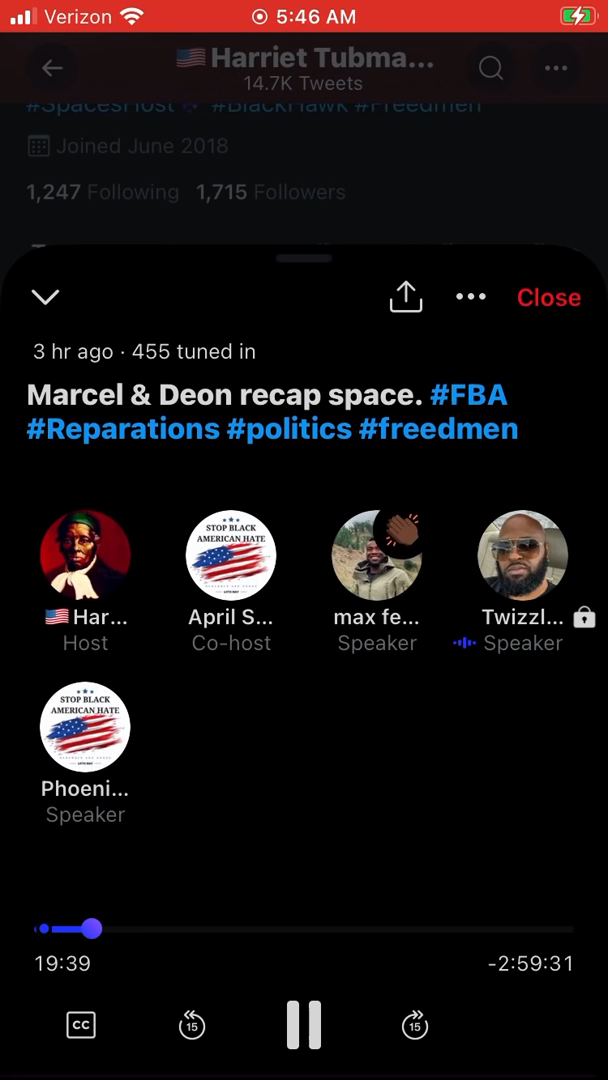 Verizon 5:46 AM
🇺🇸Harriet Tubma...
14.7K Tweets
#SpacesHost #BlackHawk #Freedmen
Joined June 2018
1,247 Following 1,715 Followers
Close
3 hr ago · 455 tuned in
Marcel & Deon recap space. #FBA
#Reparations #politics #freedmen
STOP BLACK
AMERICAN HATE
🇺🇸Har... April S... max fe... Twizzl...
Host Co-host Speaker Speaker
STOP BLACK
AMERICAN HATE
Phoeni...
Speaker
19:39 -2:59:31
CC 15 15